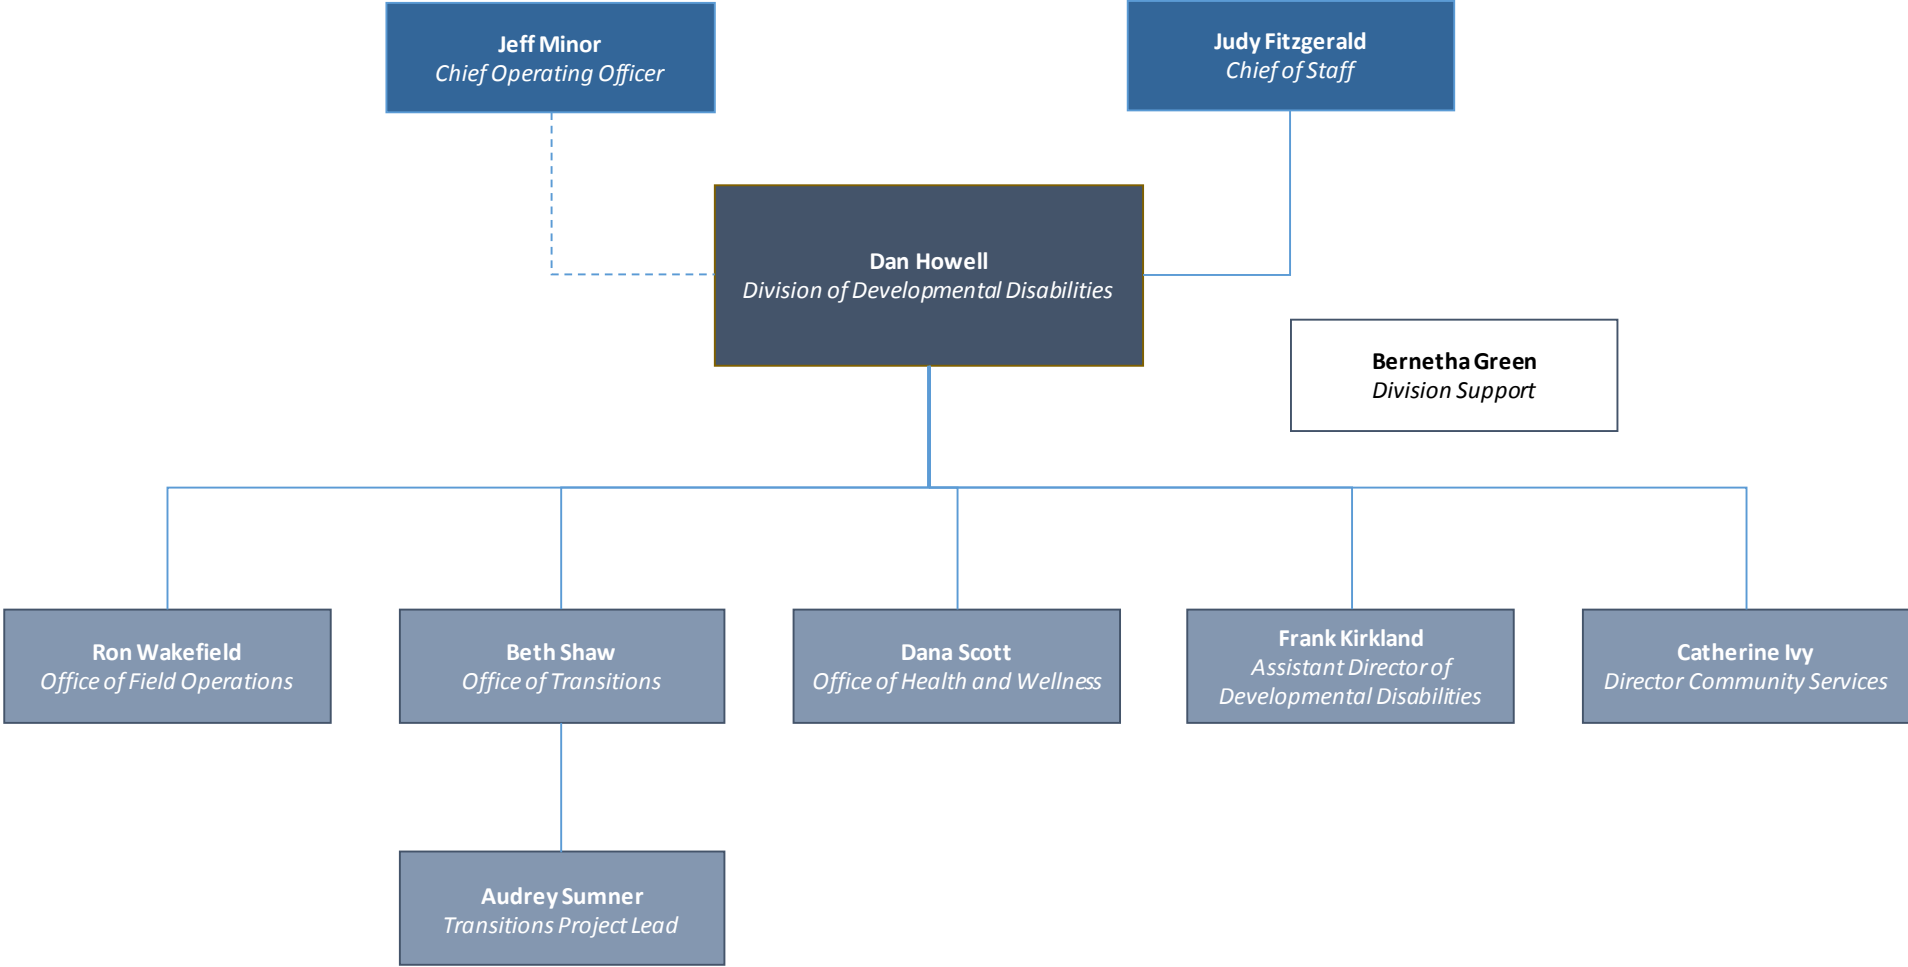 Jeff Minor
Chief Operating Officer
Judy Fitzgerald
Chief of Staff
Dan Howell
Division of Developmental Disabilities
Bernetha Green
Division Support
Ron Wakefield
Office of Field Operations
Beth Shaw
Office of Transitions
Dana Scott
Office of Health and Wellness
Frank Kirkland
Assistant Director of
Developmental Disabilities
Catherine Ivy
Director Community Services
Audrey Sumner
Transitions Project Lead